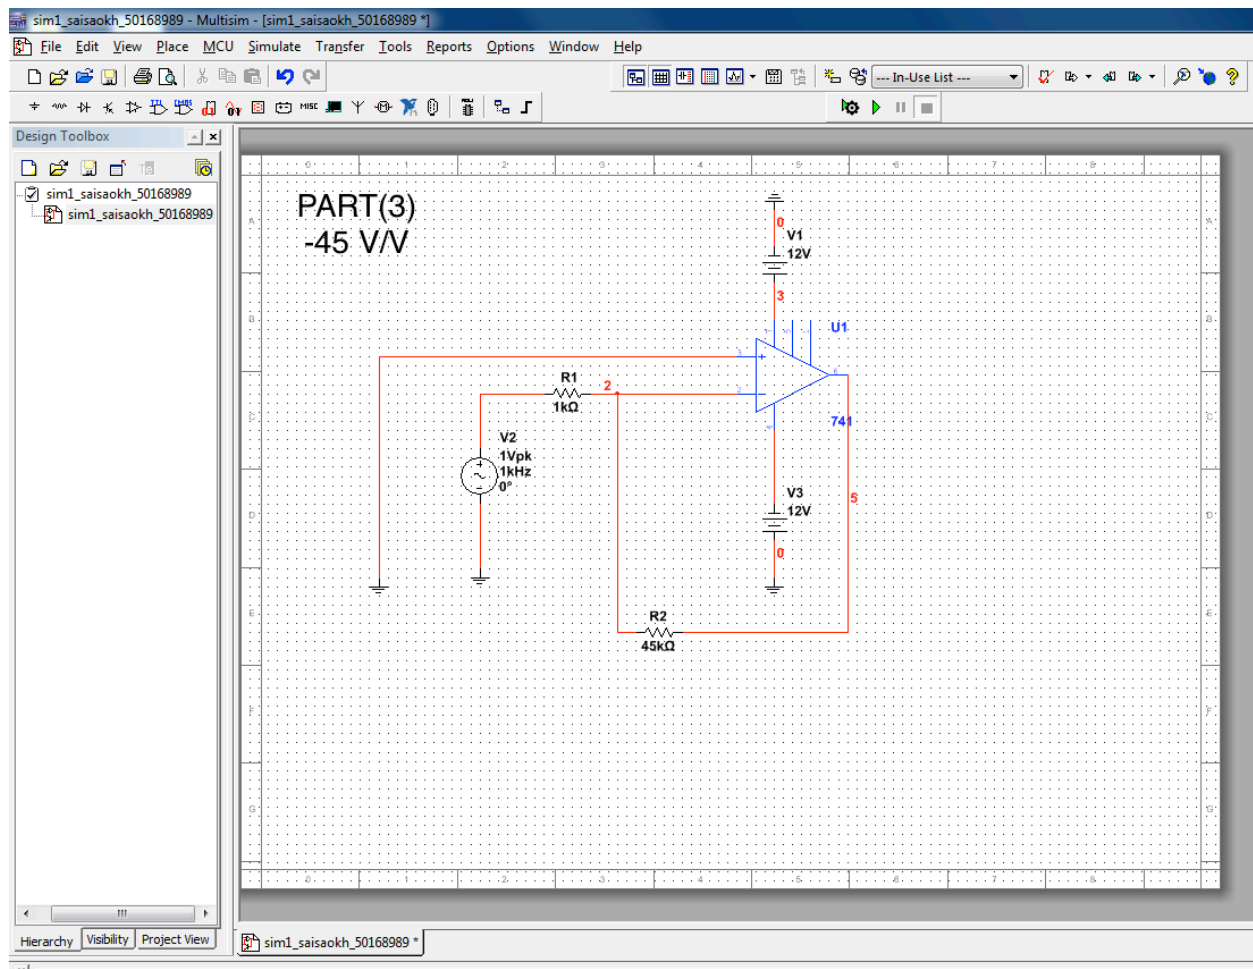 sim1_saisaokh_50168989 - Multisim - [sim1_saisaokh_50168989 *]
File Edit View Place MCU Simulate Transfer Tools Reports Options Window Help
--- In-Use List ---
MISC
Design Toolbox
sim1_saisaokh_50168989
sim1_saisaokh_50168989
PART(3)
-45 V/V
0
V1
12V
3
U1
R1
2
1kΩ
741
V2
1Vpk
1kHz
0°
V3
12V
5
0
R2
45kΩ
Hierarchy Visibility Project View
sim1_saisaokh_50168989 *